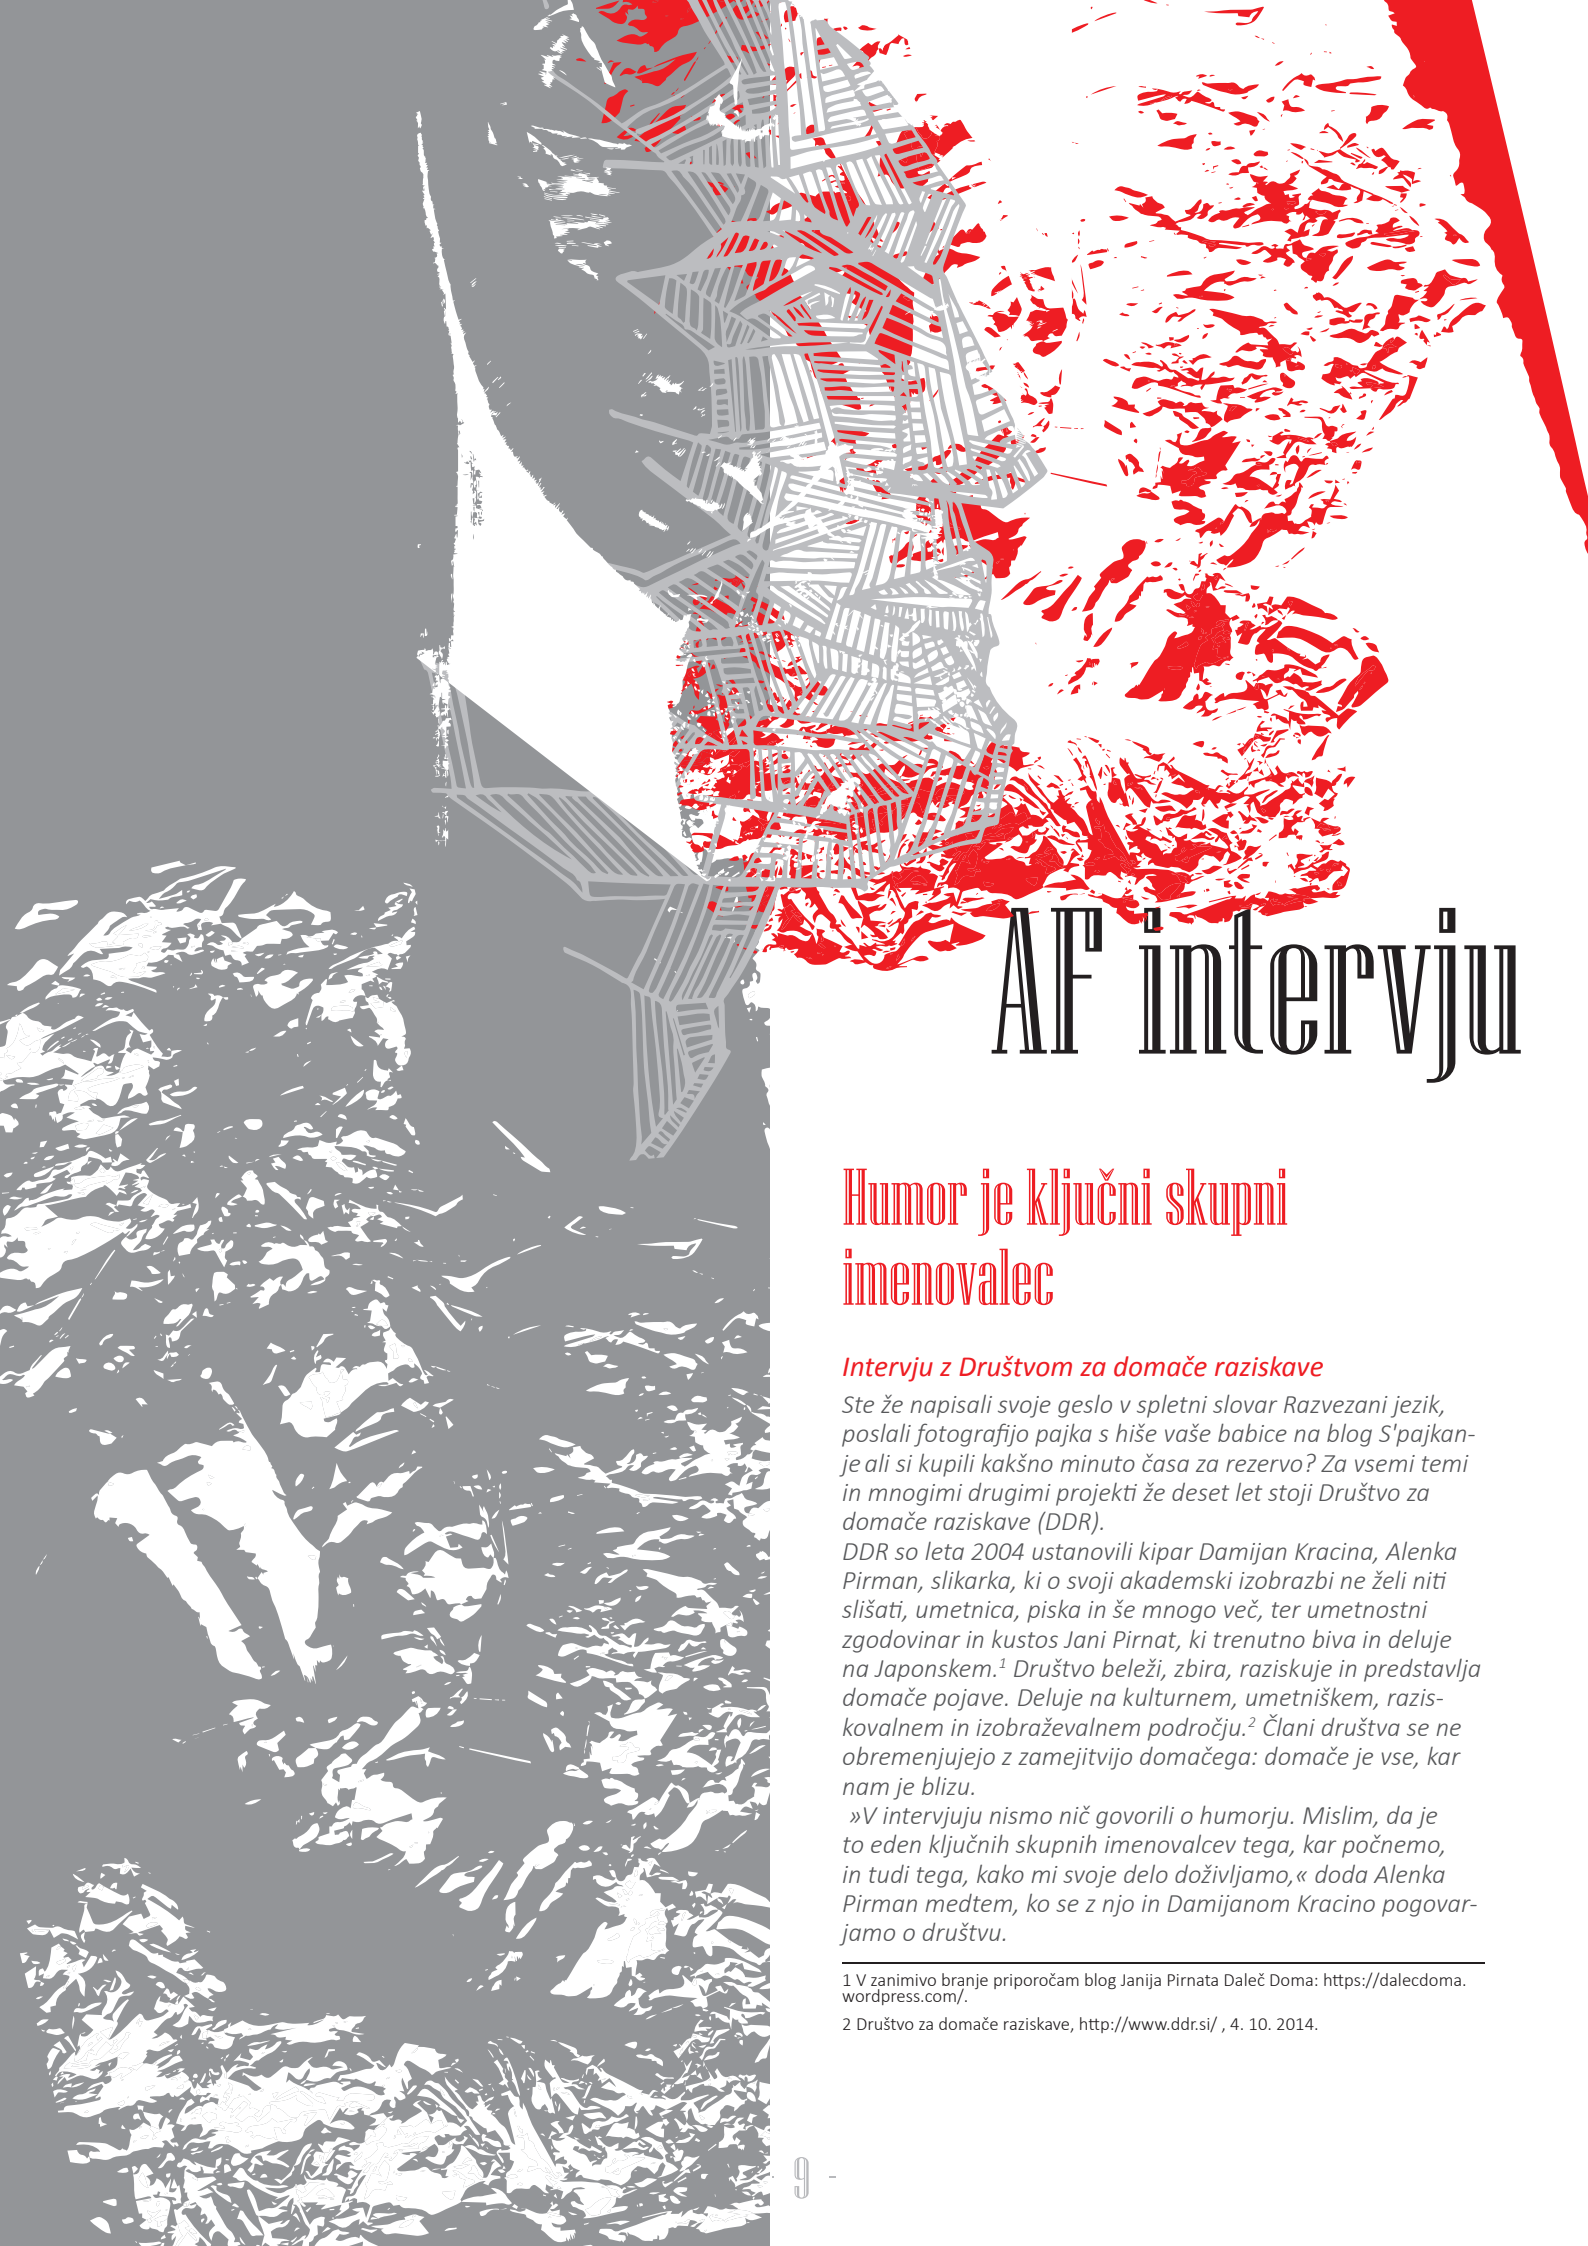 AF intervju
Humor je ključni skupni
imenovalec
Intervju z Društvom za domače raziskave
Ste že napisali svoje geslo v spletni slovar Razvezani jezik,
poslali fotografijo pajka s hiše vaše babice na blog S'pajkan-
je ali si kupili kakšno minuto časa za rezervo? Za vsemi temi
in mnogimi drugimi projekti že deset let stoji Društvo za
domače raziskave (DDR).
DDR so leta 2004 ustanovili kipar Damijan Kracina, Alenka
Pirman, slikarka, ki o svoji akademski izobrazbi ne želi niti
slišati, umetnica, piska in še mnogo več, ter umetnostni
zgodovinar in kustos Jani Pirnat, ki trenutno biva in deluje
na Japonskem.1 Društvo beleži, zbira, raziskuje in predstavlja
domače pojave. Deluje na kulturnem, umetniškem, razis-
kovalnem in izobraževalnem področju.2 Člani društva se ne
obremenjujejo z zamejitvijo domačega: domače je vse, kar
nam je blizu.
»V intervjuju nismo nič govorili o humorju. Mislim, da je
to eden ključnih skupnih imenovalcev tega, kar počnemo,
in tudi tega, kako mi svoje delo doživljamo,« doda Alenka
Pirman medtem, ko se z njo in Damijanom Kracino pogovar-
jamo o društvu.
1 V zanimivo branje priporočam blog Janija Pirnata Daleč Doma: https://dalecdoma.
wordpress.com/.
2 Društvo za domače raziskave, http://www.ddr.si/ , 4. 10. 2014.
- 9 -